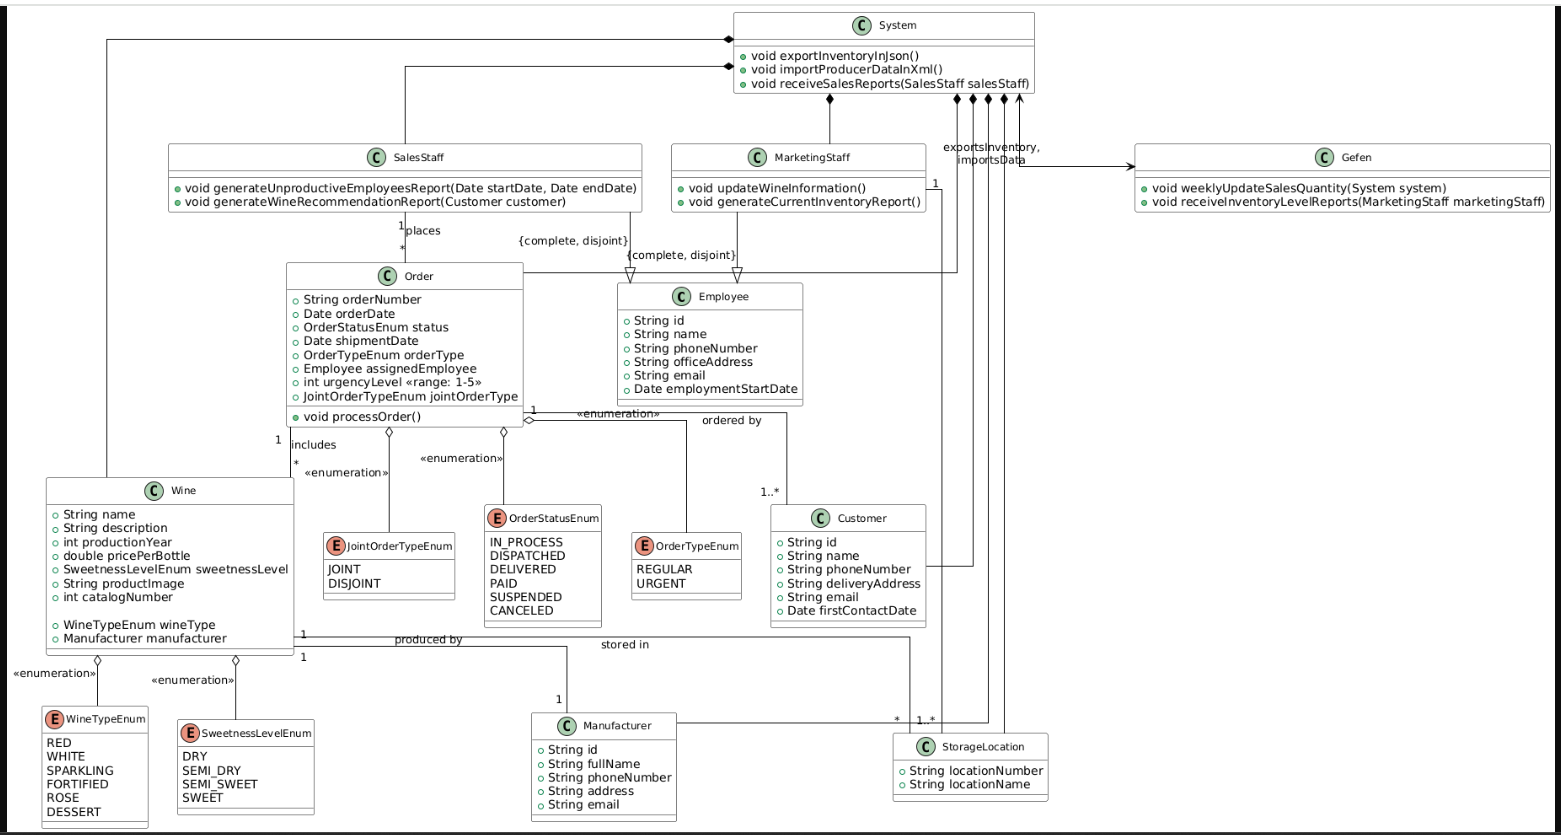 C System
void exportInventoryInJson()
void importProducerDataInXml()
void receiveSalesReports(SalesStaff salesStaff)
C SalesStaff
void generateUnproductiveEmployeesReport(Date startDate, Date endDate)
void generateWineRecommendationReport(Customer customer)
C MarketingStaff
void updateWineInformation()
void generateCurrentInventoryReport()
exportsInventory,
importsData
C Gefen
void weeklyUpdateSalesQuantity(System system)
void receiveInventoryLevelReports(MarketingStaff marketingStaff)
1
1
places
*
{complete, disjoint}
{complete, disjoint}
C Order
String orderNumber
Date orderDate
OrderStatusEnum status
Date shipmentDate
OrderTypeEnum orderType
Employee assignedEmployee
int urgencyLevel «range: 1-5»
JointOrderTypeEnum jointOrderType
void processOrder()
C Employee
String id
String name
String phoneNumber
String officeAddress
String email
Date employmentStartDate
1
«enumeration»
ordered by
1..*
1
includes
*
«enumeration»
«enumeration»
C Wine
String name
String description
int productionYear
double pricePerBottle
SweetnessLevelEnum sweetnessLevel
String productImage
int catalogNumber
WineTypeEnum wineType
Manufacturer manufacturer
E JointOrderTypeEnum
JOINT
DISJOINT
E OrderStatusEnum
IN_PROCESS
DISPATCHED
DELIVERED
PAID
SUSPENDED
CANCELED
E OrderTypeEnum
REGULAR
URGENT
C Customer
String id
String name
String phoneNumber
String deliveryAddress
String email
Date firstContactDate
1
produced by
stored in
1
1
* 1..*
«enumeration»
«enumeration»
E WineTypeEnum
RED
WHITE
SPARKLING
FORTIFIED
ROSE
DESSERT
E SweetnessLevelEnum
DRY
SEMI_DRY
SEMI_SWEET
SWEET
C Manufacturer
String id
String fullName
String phoneNumber
String address
String email
C StorageLocation
String locationNumber
String locationName